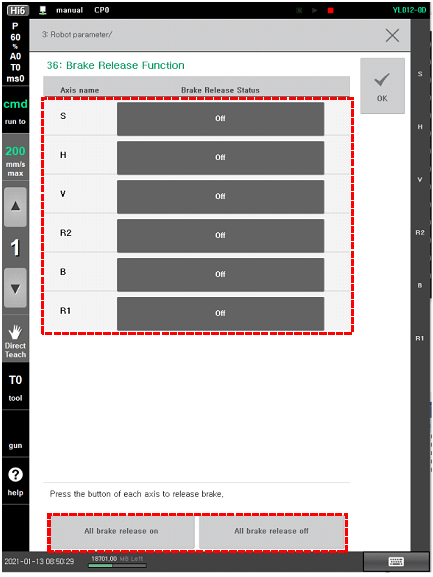 Hi6 manual CP0 YL012-0D
P
60
%
A0
T0
ms0
cmd
run to
200
mm/s
max
1
Direct
Teach
T0
tool
gun
help
3: Robot parameter/
36: Brake Release Function
OK
Axis name Brake Release Status
S Off
H Off
V Off
R2 Off
B Off
R1 Off
S
H
V
R2
B
R1
Press the button of each axis to release brake.
All brake release on All brake release off
2021-01-13 08:50:29 18701.00 MB Left